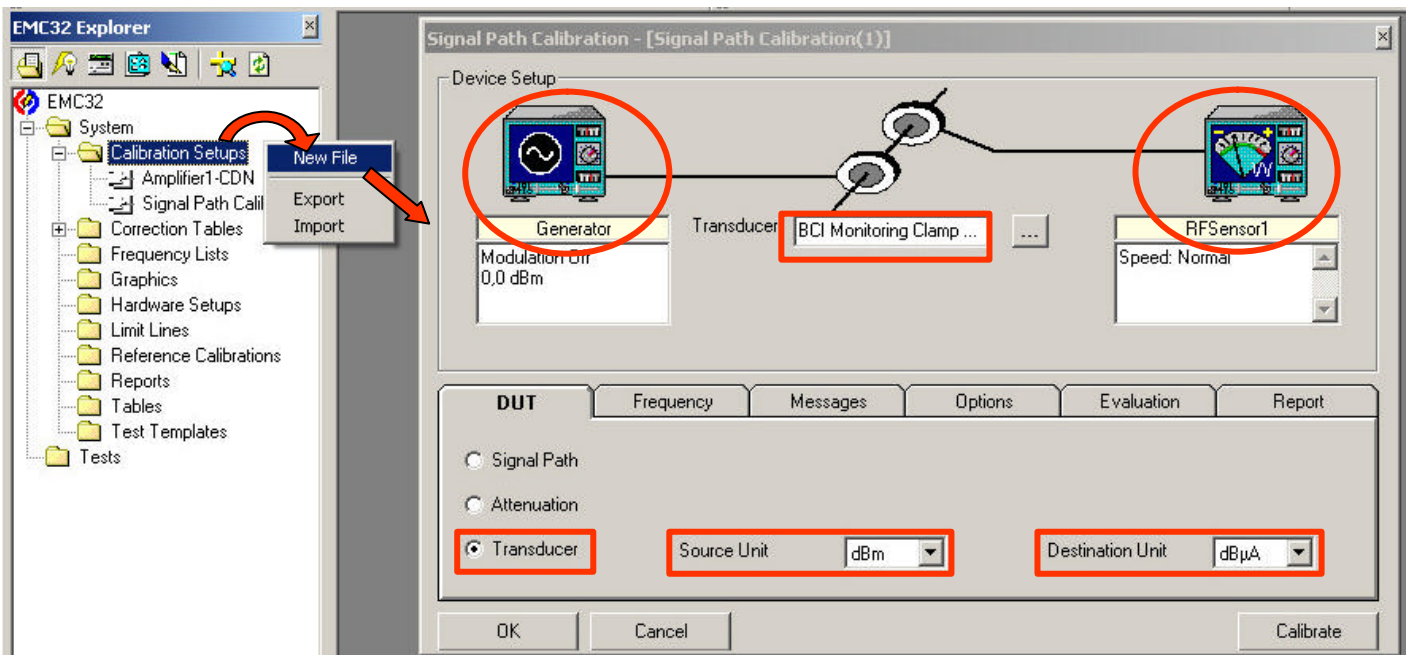 EMC32 Explorer
EMC32
System
Calibration Setups
Amplifier1-CDN
Signal Path Cali
Correction Tables
Frequency Lists
Graphics
Hardware Setups
Limit Lines
Reference Calibrations
Reports
Tables
Test Templates
Tests
New File
Export
Import
Signal Path Calibration - [Signal Path Calibration(1)]
Device Setup
Generator
Modulation Off
0,0 dBm
Transducer
BCI Monitoring Clamp ...
...
RFSensor1
Speed: Normal
DUT
Frequency
Messages
Options
Evaluation
Report
Signal Path
Attenuation
Transducer
Source Unit
dBm
Destination Unit
dBµA
OK
Cancel
Calibrate